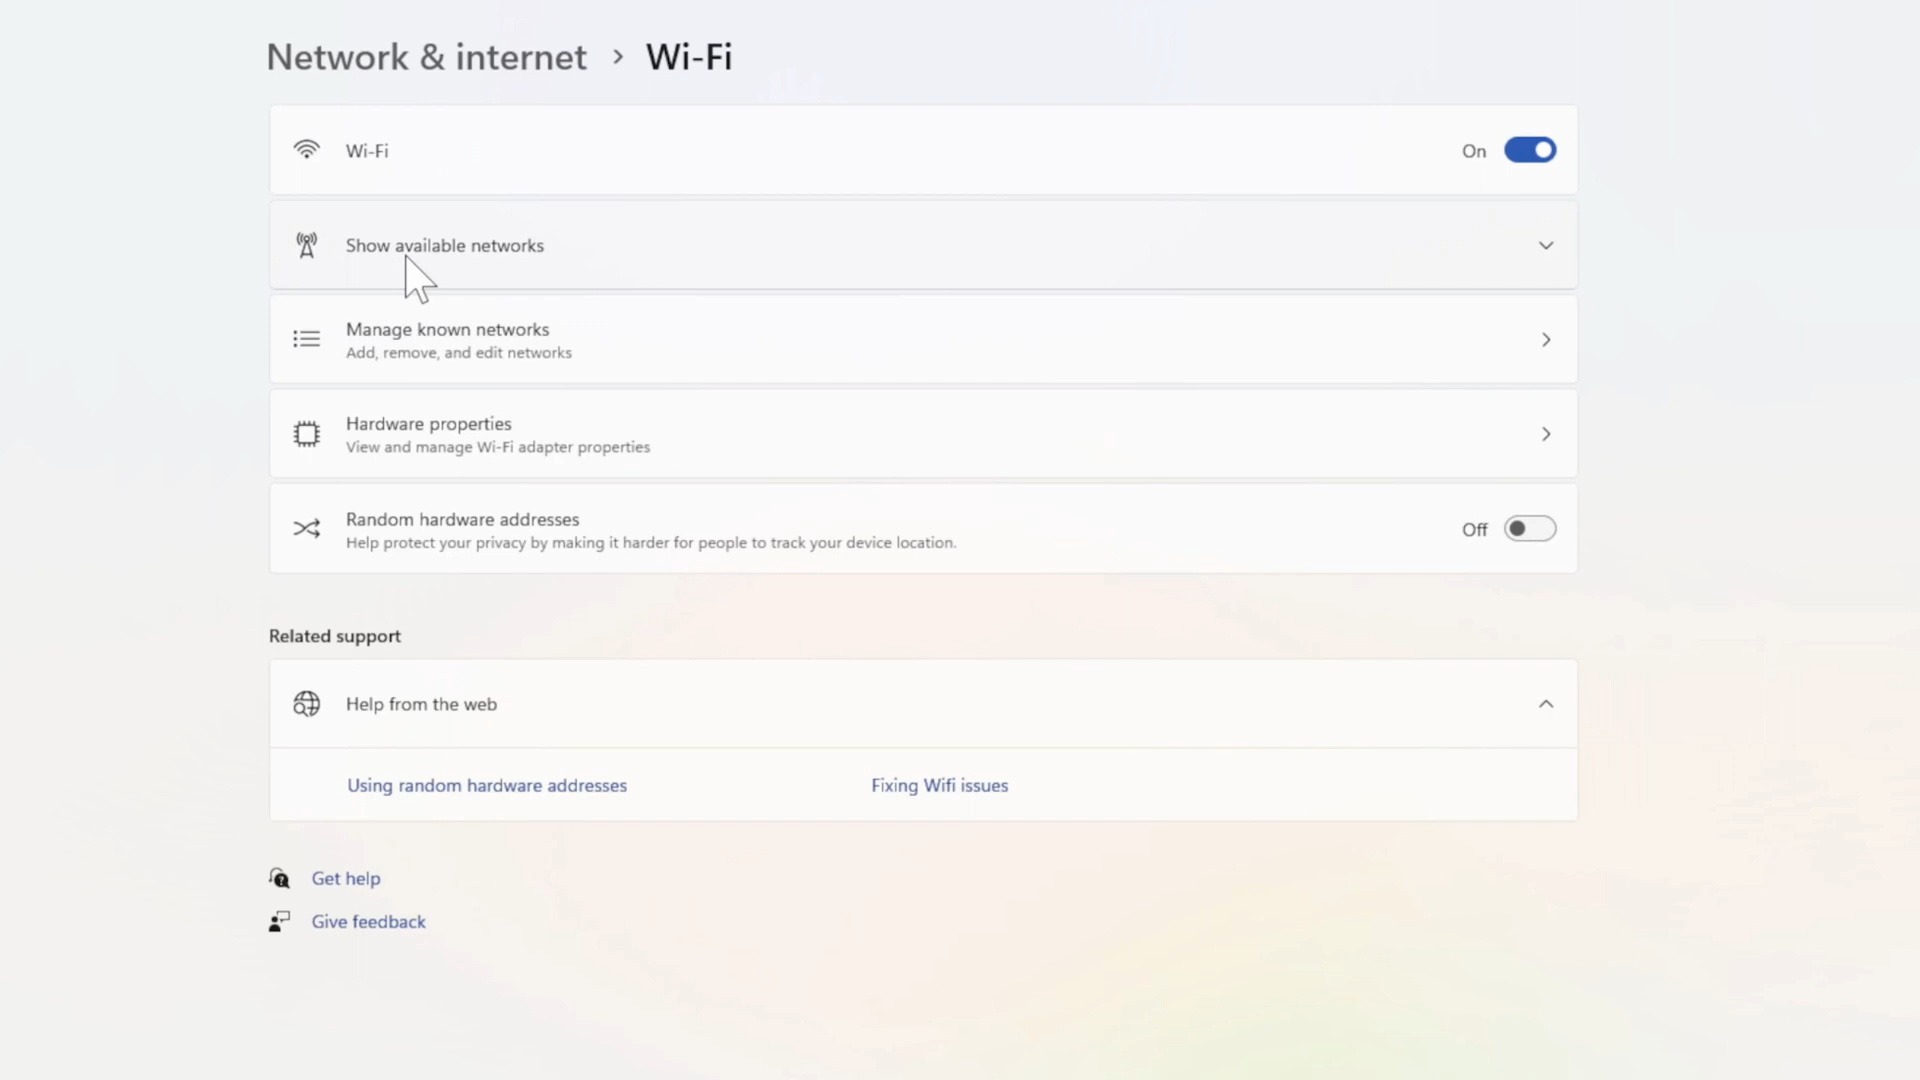 Network & internet > Wi-Fi
Wi-Fi
On
Show available networks
Manage known networks
Add, remove, and edit networks
Hardware properties
View and manage Wi-Fi adapter properties
Random hardware addresses
Help protect your privacy by making it harder for people to track your device location.
Off
Related support
Help from the web
Using random hardware addresses
Fixing Wifi issues
Get help
Give feedback